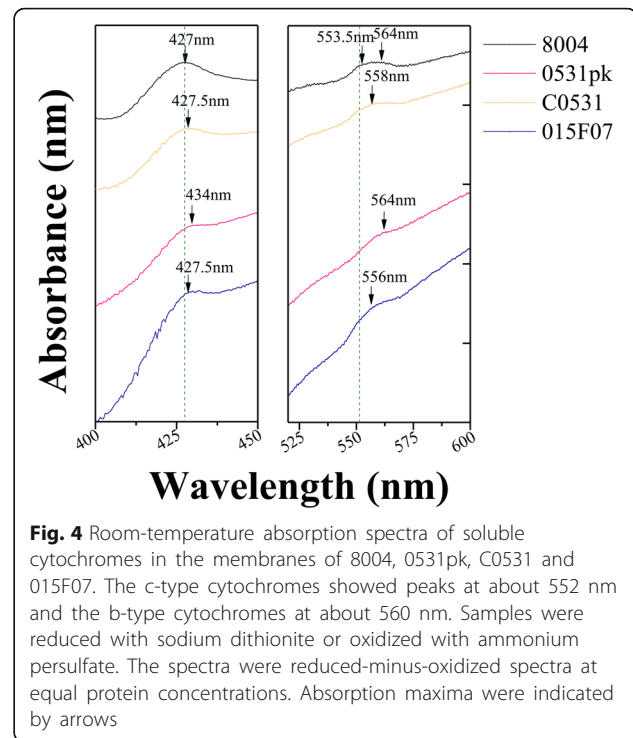 427nm
427.5nm
434nm
427.5nm
553.5nm
564nm
558nm
564nm
556nm
8004
0531pk
C0531
015F07
Absorbance (nm)
400
425
450
525
550
575
600
Wavelength (nm)
Fig. 4 Room-temperature absorption spectra of soluble
cytochromes in the membranes of 8004, 0531pk, C0531 and
015F07. The c-type cytochromes showed peaks at about 552 nm
and the b-type cytochromes at about 560 nm. Samples were
reduced with sodium dithionite or oxidized with ammonium
persulfate. The spectra were reduced-minus-oxidized spectra at
equal protein concentrations. Absorption maxima were indicated
by arrows